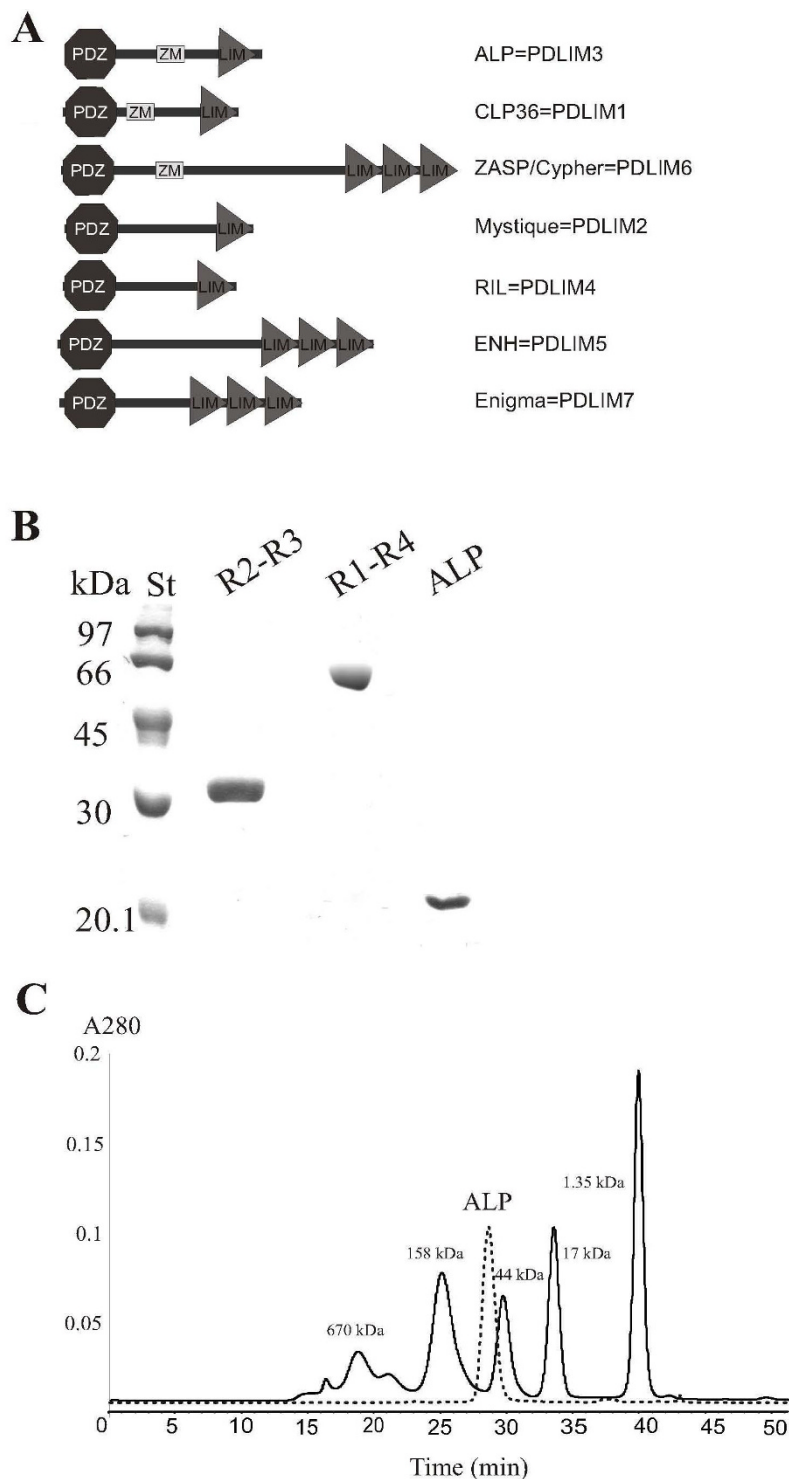 A
PDZ ZM LIM ALP=PDLIM3
PDZ ZM LIM CLP36=PDLIM1
PDZ ZM LIM LIM LIM ZASP/Cypher=PDLIM6
PDZ LIM Mystique=PDLIM2
PDZ LIM RIL=PDLIM4
PDZ LIM LIM LIM ENH=PDLIM5
PDZ LIM LIM LIM Enigma=PDLIM7
B
kDa St R2-R3 R1-R4 ALP
97
66
45
30
20.1
C
A280
0.2
0.15
0.1
0.05
670 kDa
158 kDa
ALP
44 kDa
17 kDa
1.35 kDa
0 5 10 15 20 25 30 35 40 45 50
Time (min)